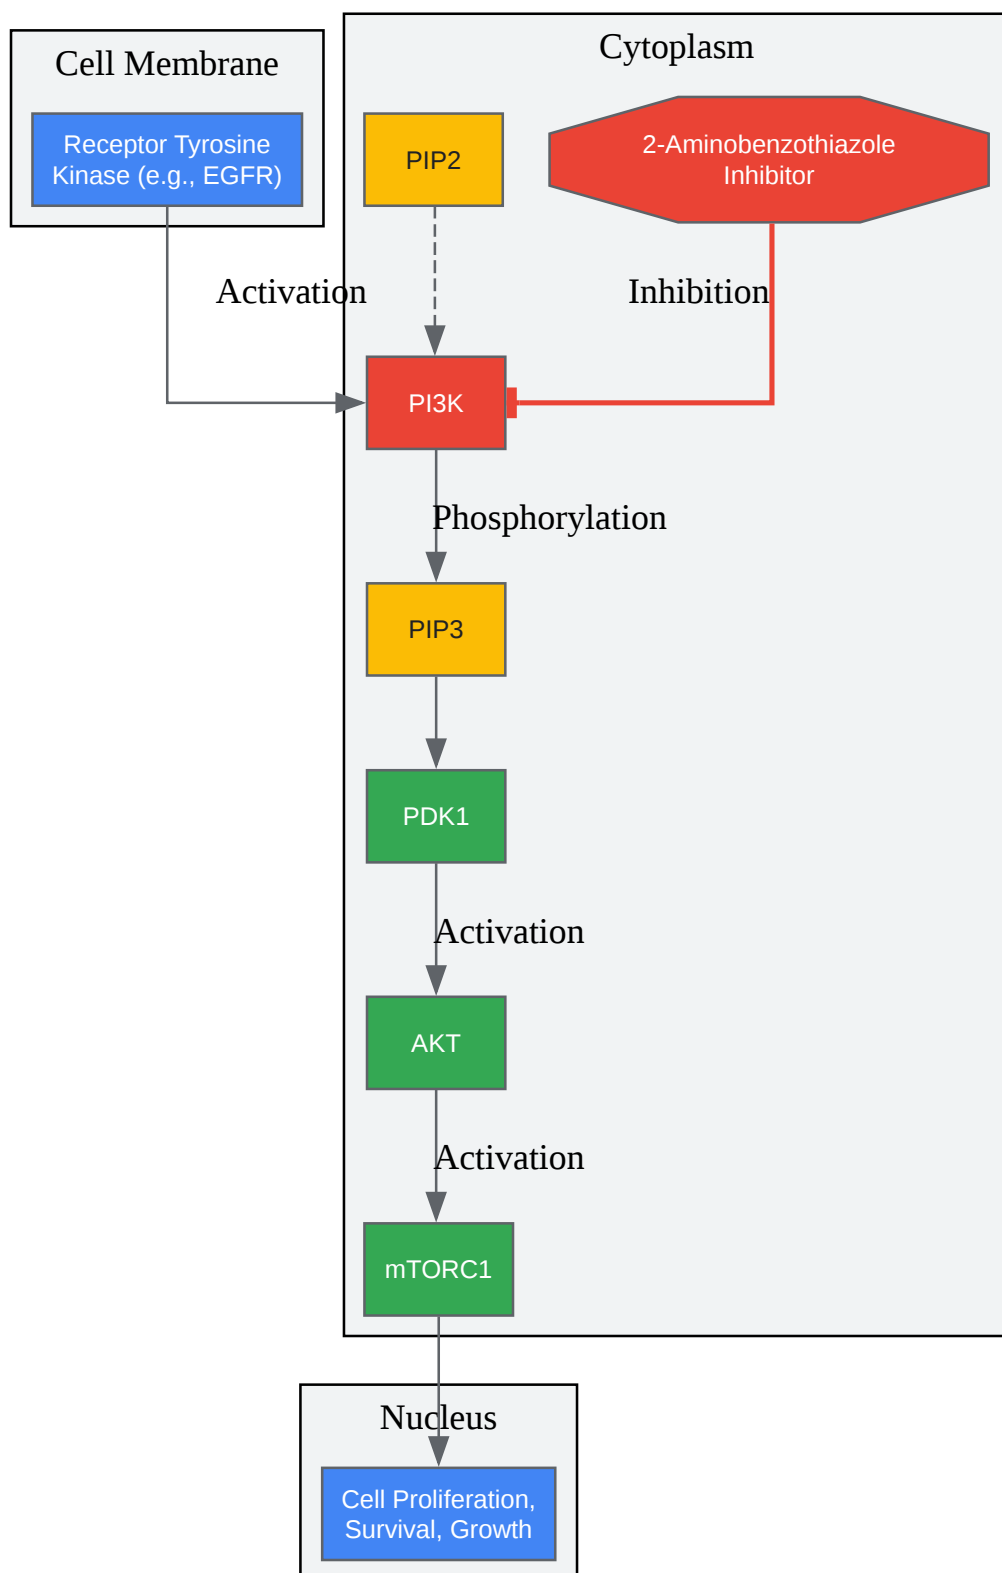 Cell Membrane
Cytoplasm
Receptor Tyrosine
Kinase (e.g., EGFR)
PIP2
2-Aminobenzothiazole
Inhibitor
Activation
Inhibition
PI3K
Phosphorylation
PIP3
PDK1
Activation
AKT
Activation
mTORC1
Nucleus
Cell Proliferation,
Survival, Growth